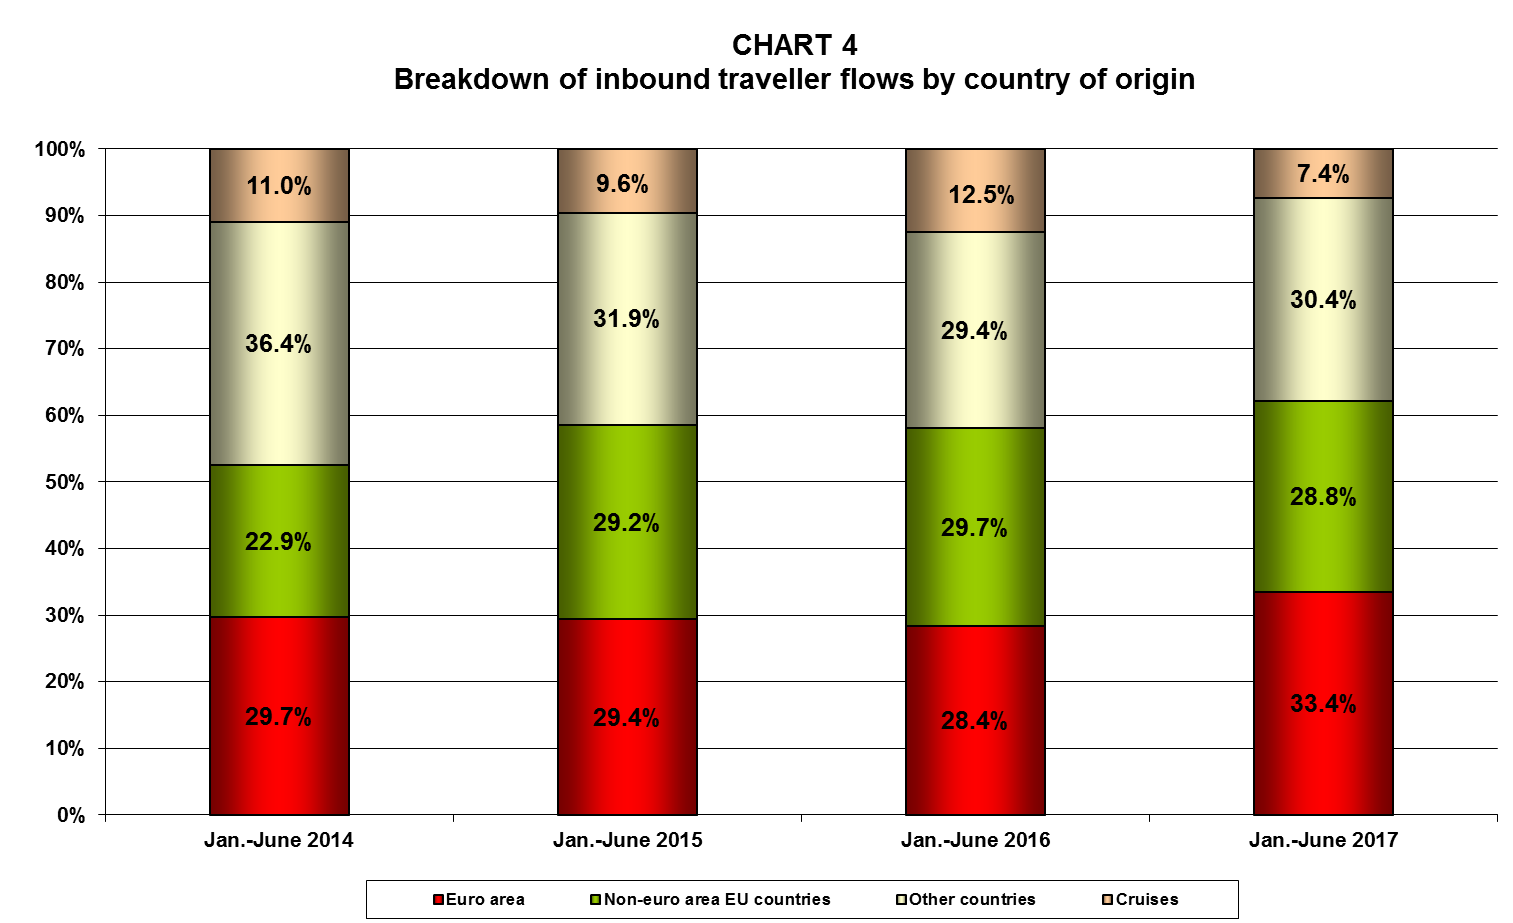 CHART 4
Breakdown of inbound traveller flows by country of origin
100%
90%
80%
70%
60%
50%
40%
30%
20%
10%
0%
11.0%
36.4%
22.9%
29.7%
9.6%
31.9%
29.2%
29.4%
12.5%
29.4%
29.7%
28.4%
7.4%
30.4%
28.8%
33.4%
Jan.-June 2014
Jan.-June 2015
Jan.-June 2016
Jan.-June 2017
Euro area
Non-euro area EU countries
Other countries
Cruises